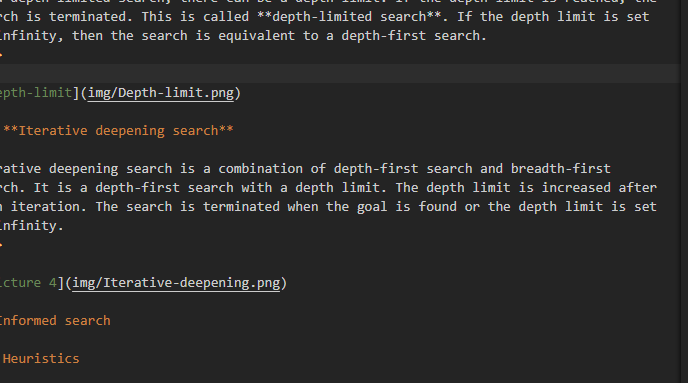 depth limited search, there can be a depth limit. If the depth limit is reached, the
rch is terminated. This is called **depth-limited search**. If the depth limit is set
infinity, then the search is equivalent to a depth-first search.
epth-limit](img/Depth-limit.png)
**Iterative deepening search**
rative deepening search is a combination of depth-first search and breadth-first
rch. It is a depth-first search with a depth limit. The depth limit is increased after
h iteration. The search is terminated when the goal is found or the depth limit is set
infinity.
icture 4](img/Iterative-deepening.png)
Informed search
Heuristics